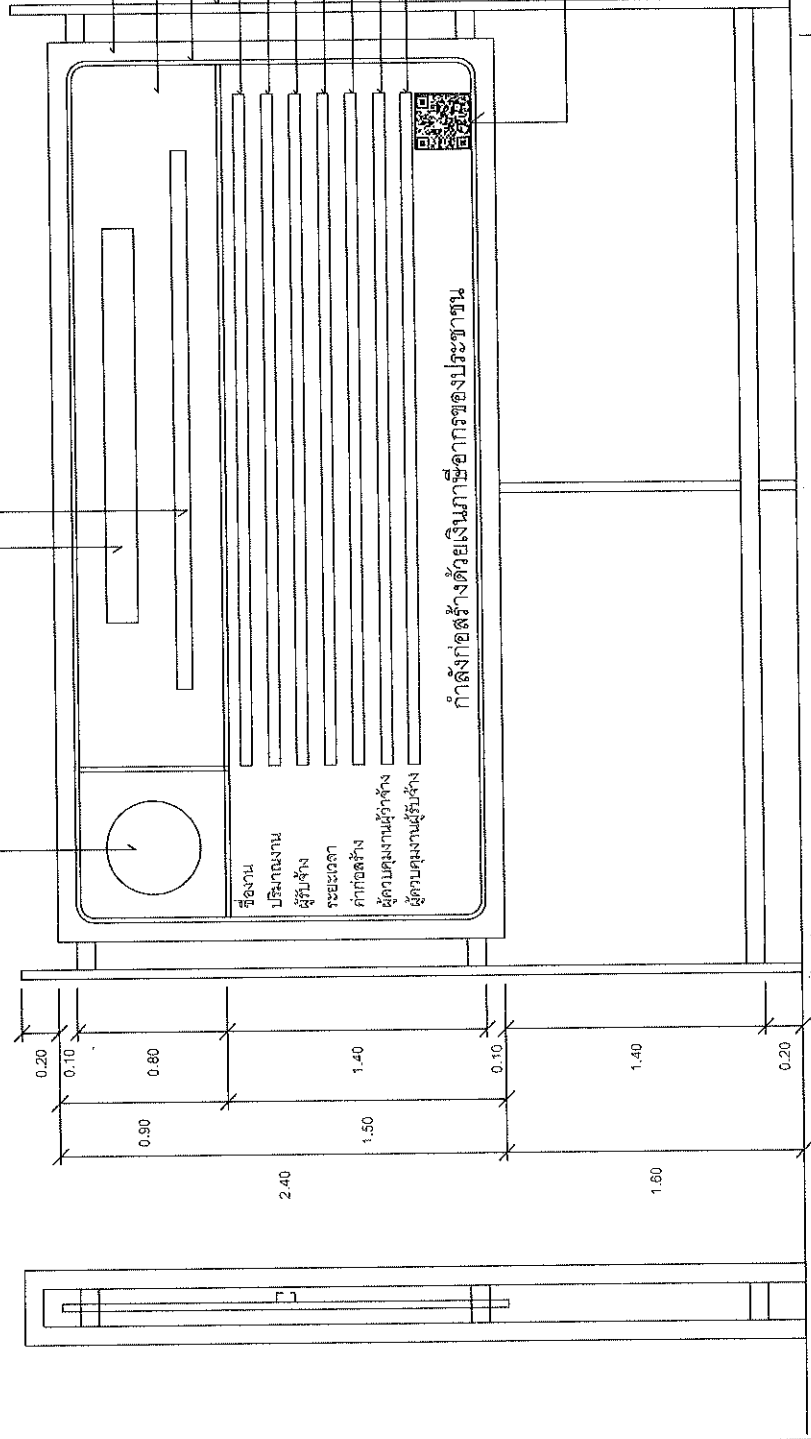 ชื่องาน
ปริมาณงาน
ผู้รับจ้าง
ระยะเวลา
ค่าก่อสร้าง
ผู้ควบคุมงานผู้ว่าจ้าง
ผู้ควบคุมงานผู้รับจ้าง
กำลังก่อสร้างด้วยเงินภาษีอากรของประชาชน
0.20
0.10
0.80
1.40
0.10
1.40
0.20
0.90
1.50
2.40
1.60